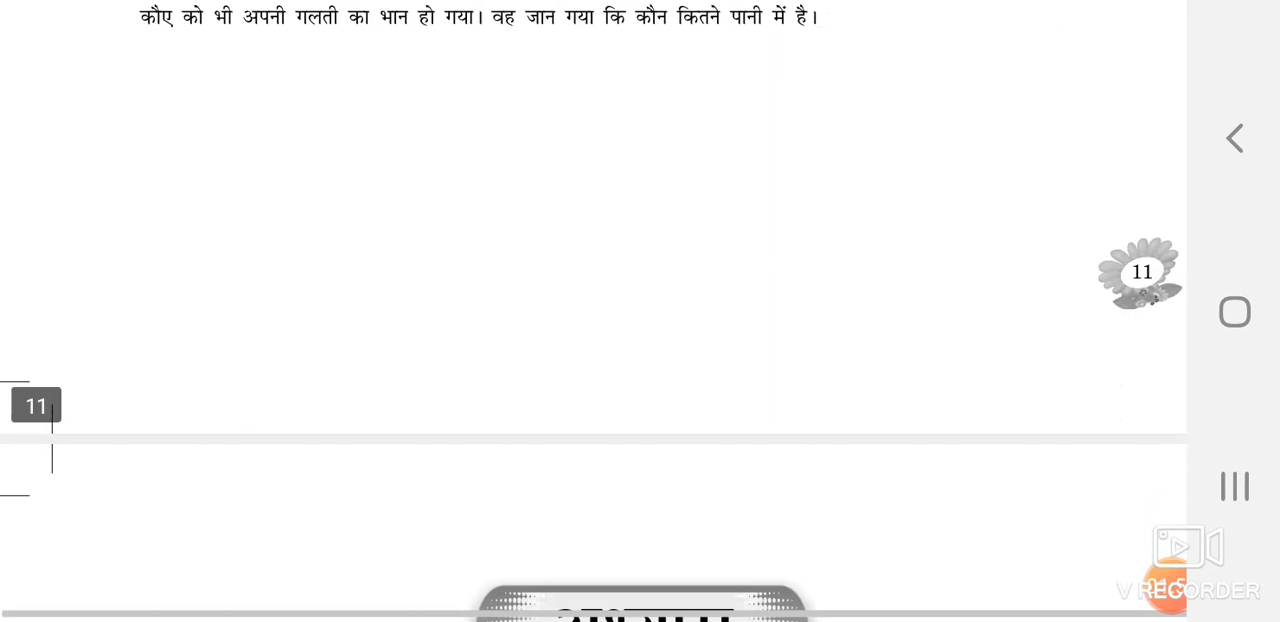 कौए को भी अपनी गलती का भान हो गया। वह जान गया कि कौन कितने पानी में है।
11
11
V RECORDER